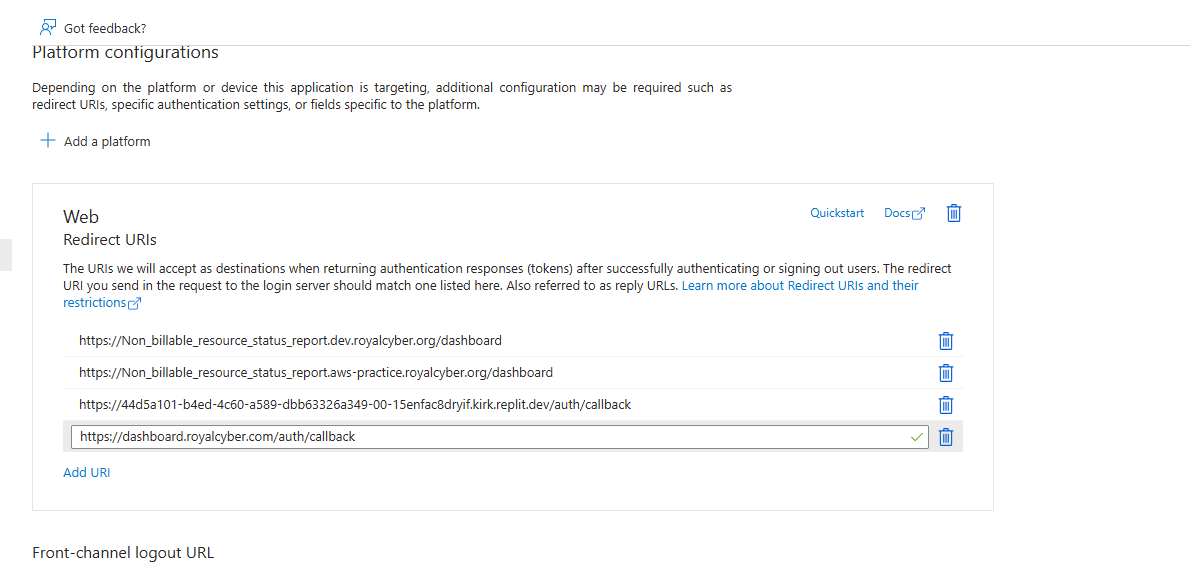 Got feedback?
Platform configurations
Depending on the platform or device this application is targeting, additional configuration may be required such as
redirect URIs, specific authentication settings, or fields specific to the platform.
Add a platform
Web
Quickstart
Docs
Redirect URIs
The URIs we will accept as destinations when returning authentication responses (tokens) after successfully authenticating or signing out users. The redirect
URI you send in the request to the login server should match one listed here. Also referred to as reply URLs. Learn more about Redirect URIs and their
restrictions
https://Non_billable_resource_status_report.dev.royalcyber.org/dashboard
https://Non_billable_resource_status_report.aws-practice.royalcyber.org/dashboard
https://44d5a101-b4ed-4c60-a589-dbb63326a349-00-15enfac8dryif.kirk.replit.dev/auth/callback
https://dashboard.royalcyber.com/auth/callback
Add URI
Front-channel logout URL